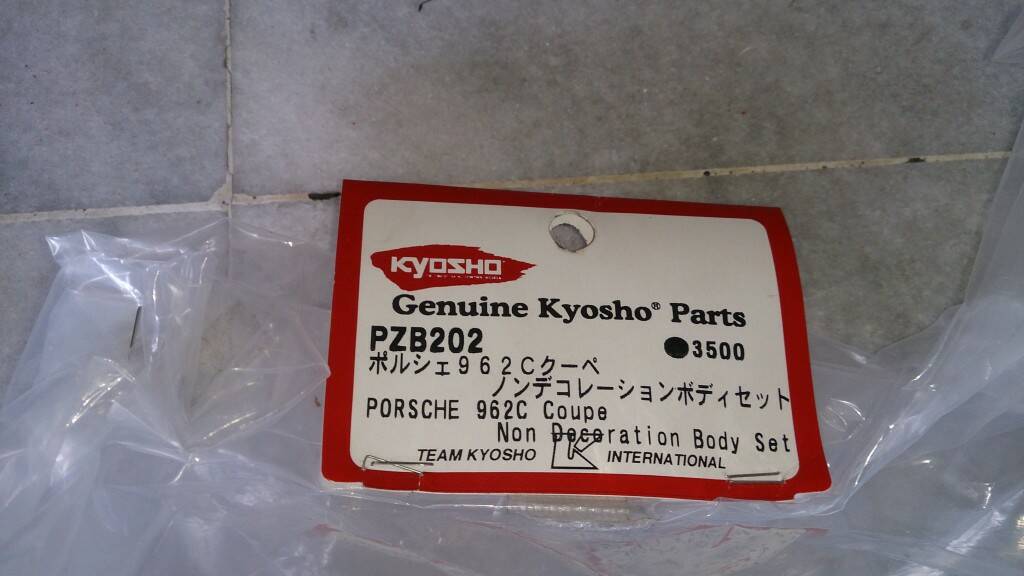 KYOSHO
Genuine Kyosho® Parts
PZB202 ●3500
ポルシェ962Cクーペ
ノンデコレーションボディセット
PORSCHE 962C Coupe
Non Decoration Body Set
TEAM KYOSHO K INTERNATIONAL